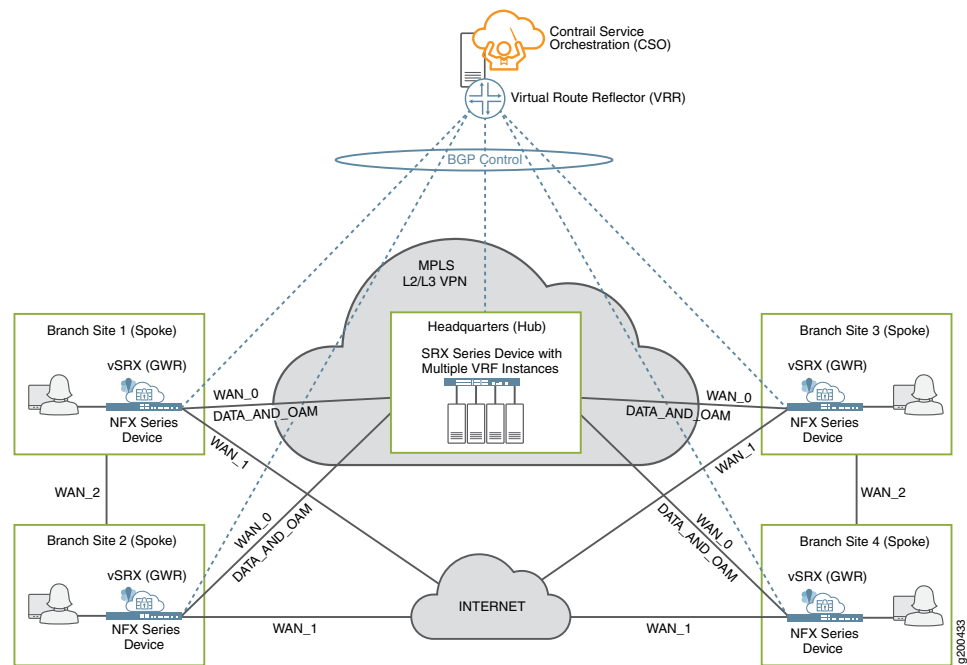 Contrail Service
Orchestration (CSO)
Virtual Route Reflector (VRR)
BGP Control
MPLS
L2/L3 VPN
Branch Site 1 (Spoke)
vSRX (GWR)
NFX Series
Device
WAN_0
DATA_AND_OAM
WAN_1
Headquarters (Hub)
SRX Series Device with
Multiple VRF Instances
WAN_0
DATA_AND_OAM
WAN_1
Branch Site 3 (Spoke)
vSRX (GWR)
NFX Series
Device
WAN_2
WAN_2
Branch Site 2 (Spoke)
vSRX (GWR)
NFX Series
Device
WAN_0
DATA_AND_OAM
WAN_1
INTERNET
WAN_0
DATA_AND_OAM
WAN_1
Branch Site 4 (Spoke)
vSRX (GWR)
NFX Series
Device
g200433